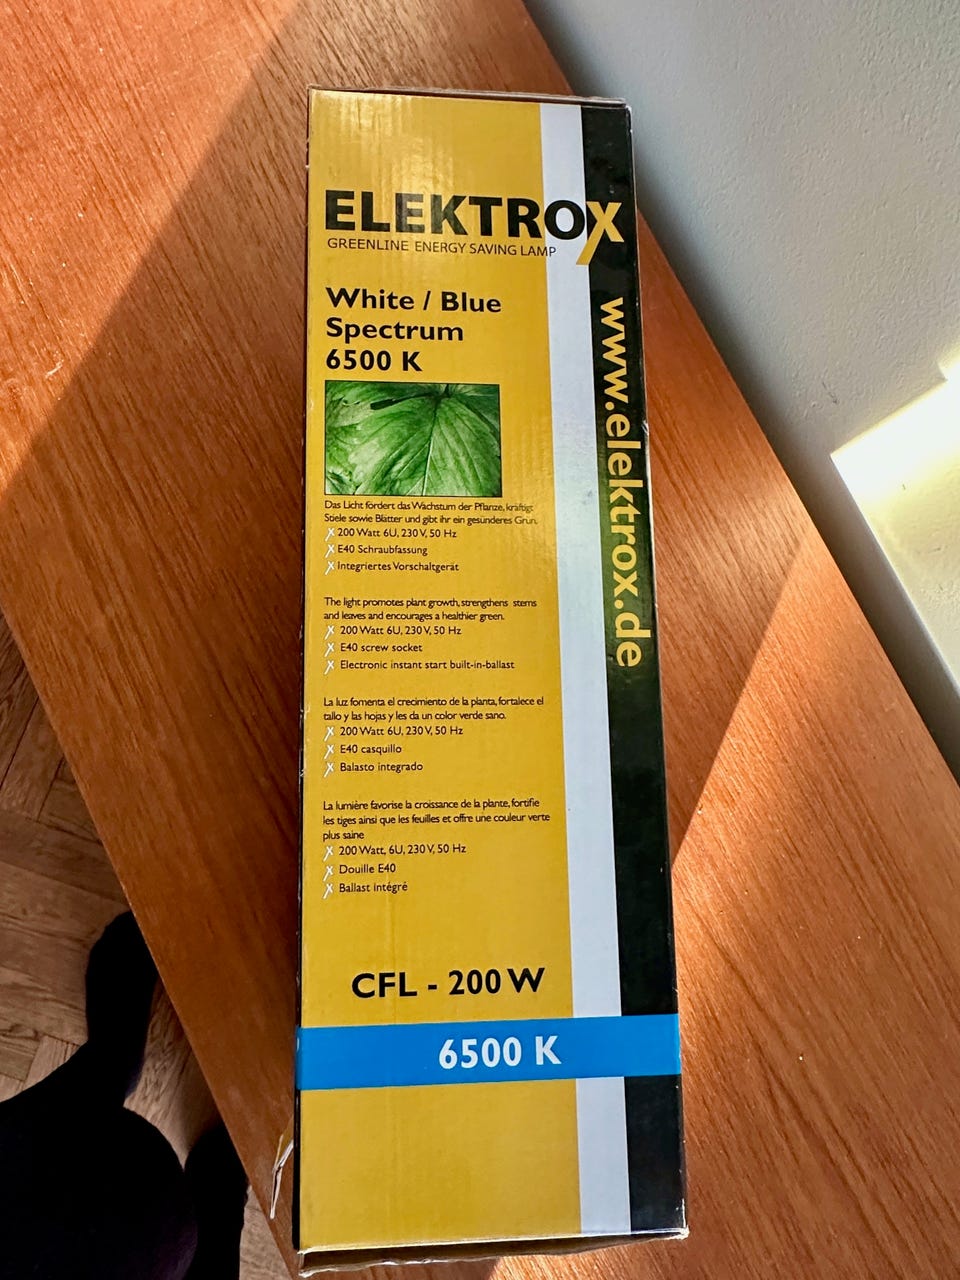 ELEKTROX
GREENLINE ENERGY SAVING LAMP
White / Blue
Spectrum
6500 K
Das Licht fördert das Wachstum der Pflanze, kräftigt
Stiele sowie Blätter und gibt ihr ein gesünderes Grün.
200 Watt 6U, 230 V, 50 Hz
E40 Schraubfassung
Integriertes Vorschaltgerät
The light promotes plant growth, strengthens stems
and leaves and encourages a healthier green.
200 Watt 6U, 230 V, 50 Hz
E40 screw socket
Electronic instant start built-in-ballast
La luz fomenta el crecimiento de la planta, fortalece el
tallo y las hojas y les da un color verde sano.
200 Watt 6U, 230 V, 50 Hz
E40 casquillo
Balasto integrado
La lumière favorise la croissance de la plante, fortifie
les tiges ainsi que les feuilles et offre une couleur verte
plus saine
200 Watt, 6U, 230 V, 50 Hz
Douille E40
Ballast intégré
CFL - 200 W
6500 K
www.elektrox.de